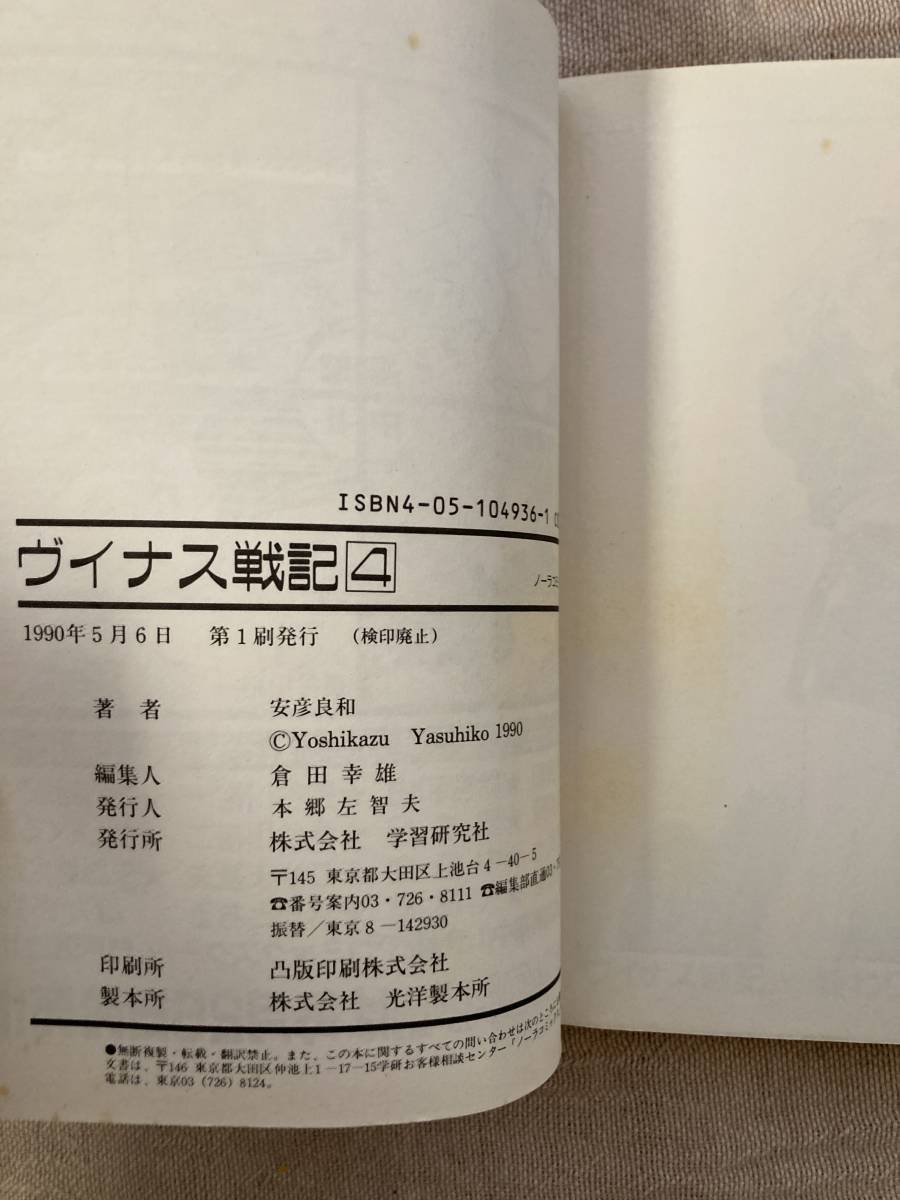 ISBN4-05-104936-1
ヴイナス戦記4
ノーラコミ
1990年5月6日 第1刷発行 (検印廃止)
著者 安彦良和
©Yoshikazu Yasuhiko 1990
編集人 倉田幸雄
発行人 本郷左智夫
発行所 株式会社 学習研究社
〒145 東京都大田区上池台4-40-5
☎番号案内03・726・8111 ☎編集部直通03・
振替/東京8-142930
印刷所 凸版印刷株式会社
製本所 株式会社 光洋製本所
●無断複製・転載・翻訳禁止。また、この本に関するすべての問い合わせは次のところに
文書は、〒146 東京都大田区仲池上1-17-15学研お客様相談センター「ノーラコミックス
電話は、東京03(726)8124。